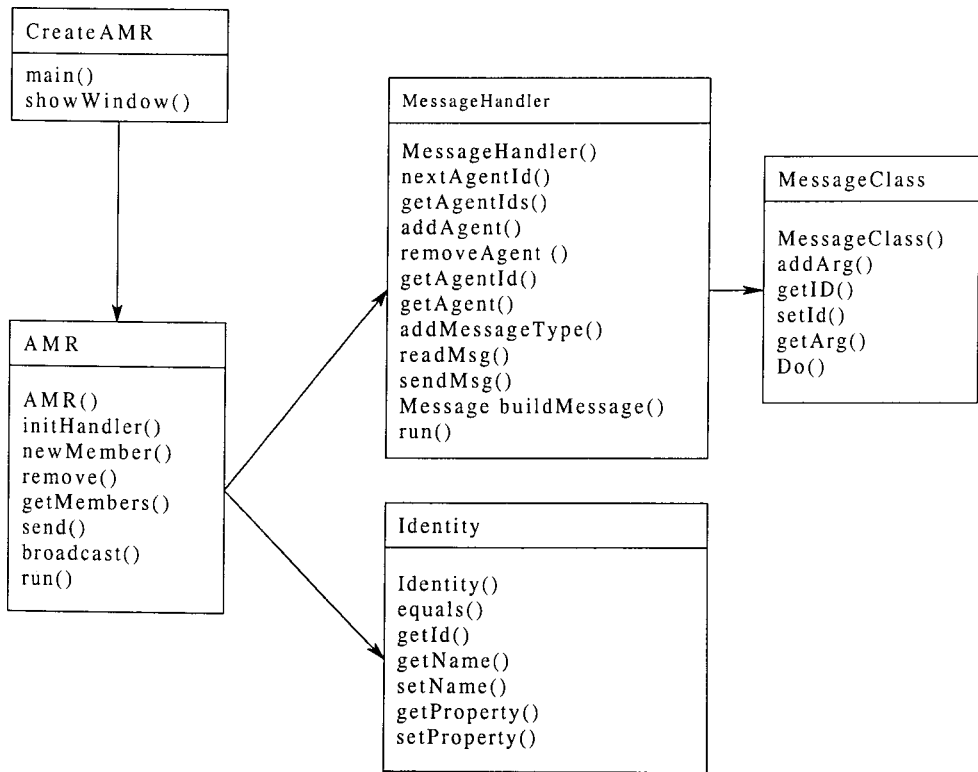 CreateAMR
main()
showWindow()
AMR
AMR()
initHandler()
newMember()
remove()
getMembers()
send()
broadcast()
run()
MessageHandler
MessageHandler()
nextAgentId()
getAgentIds()
addAgent()
removeAgent ()
getAgentId()
getAgent()
addMessageType()
readMsg()
sendMsg()
Message buildMessage()
run()
Identity
Identity()
equals()
getId()
getName()
setName()
getProperty()
setProperty()
MessageClass
MessageClass()
addArg()
getID()
setId()
getArg()
Do()